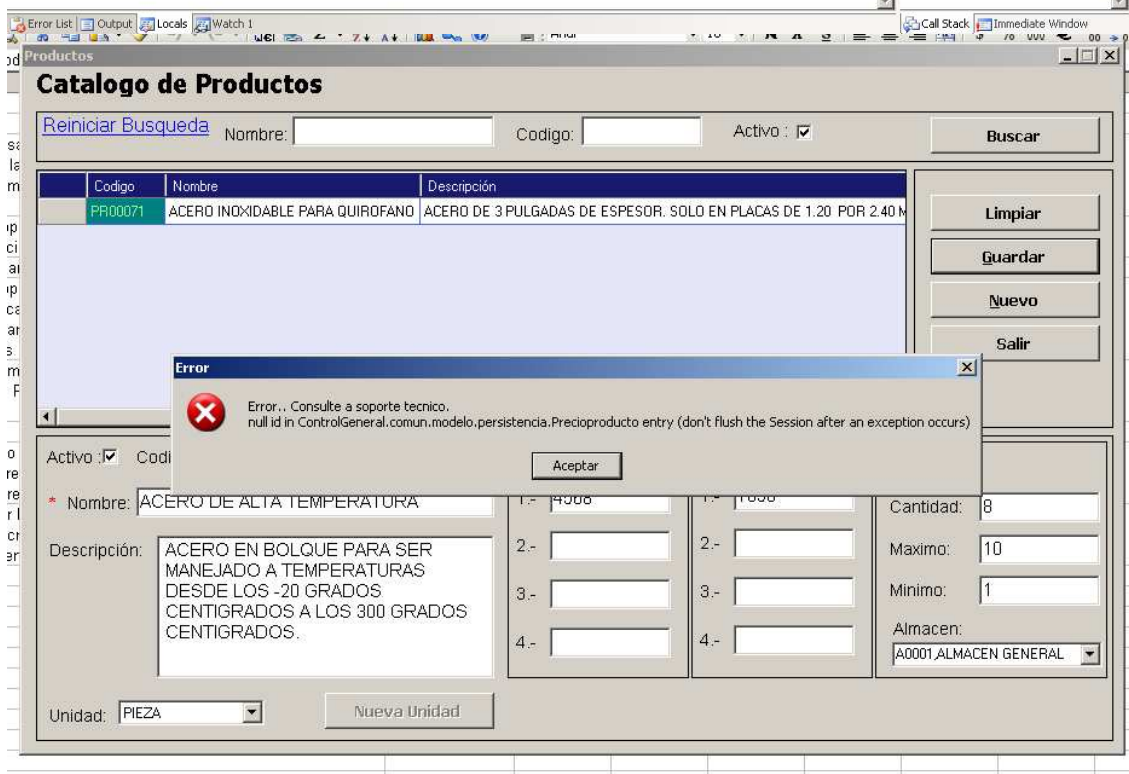 Error List Output Locals Watch 1 Call Stack Immediate Window
Productos
Catalogo de Productos
Reiniciar Busqueda Nombre: Codigo: Activo : Buscar
Codigo Nombre Descripción
PR00071 ACERO INOXIDABLE PARA QUIROFANO ACERO DE 3 PULGADAS DE ESPESOR. SOLO EN PLACAS DE 1.20 POR 2.40 M
Limpiar
Guardar
Nuevo
Salir
Error
Error.. Consulte a soporte tecnico.
null id in ControlGeneral.comun.modelo.persistencia.Precioproducto entry (don't flush the Session after an exception occurs)
Aceptar
Activo : Codi
* Nombre: ACERO DE ALTA TEMPERATURA 1.- 4568 1.-
Cantidad: 8
Descripción: ACERO EN BOLQUE PARA SER
MANEJADO A TEMPERATURAS
DESDE LOS -20 GRADOS
CENTIGRADOS A LOS 300 GRADOS
CENTIGRADOS.
2.- 2.- Maximo: 10
3.- 3.- Minimo: 1
4.- 4.- Almacen:
A0001,ALMACEN GENERAL
Unidad: PIEZA Nueva Unidad